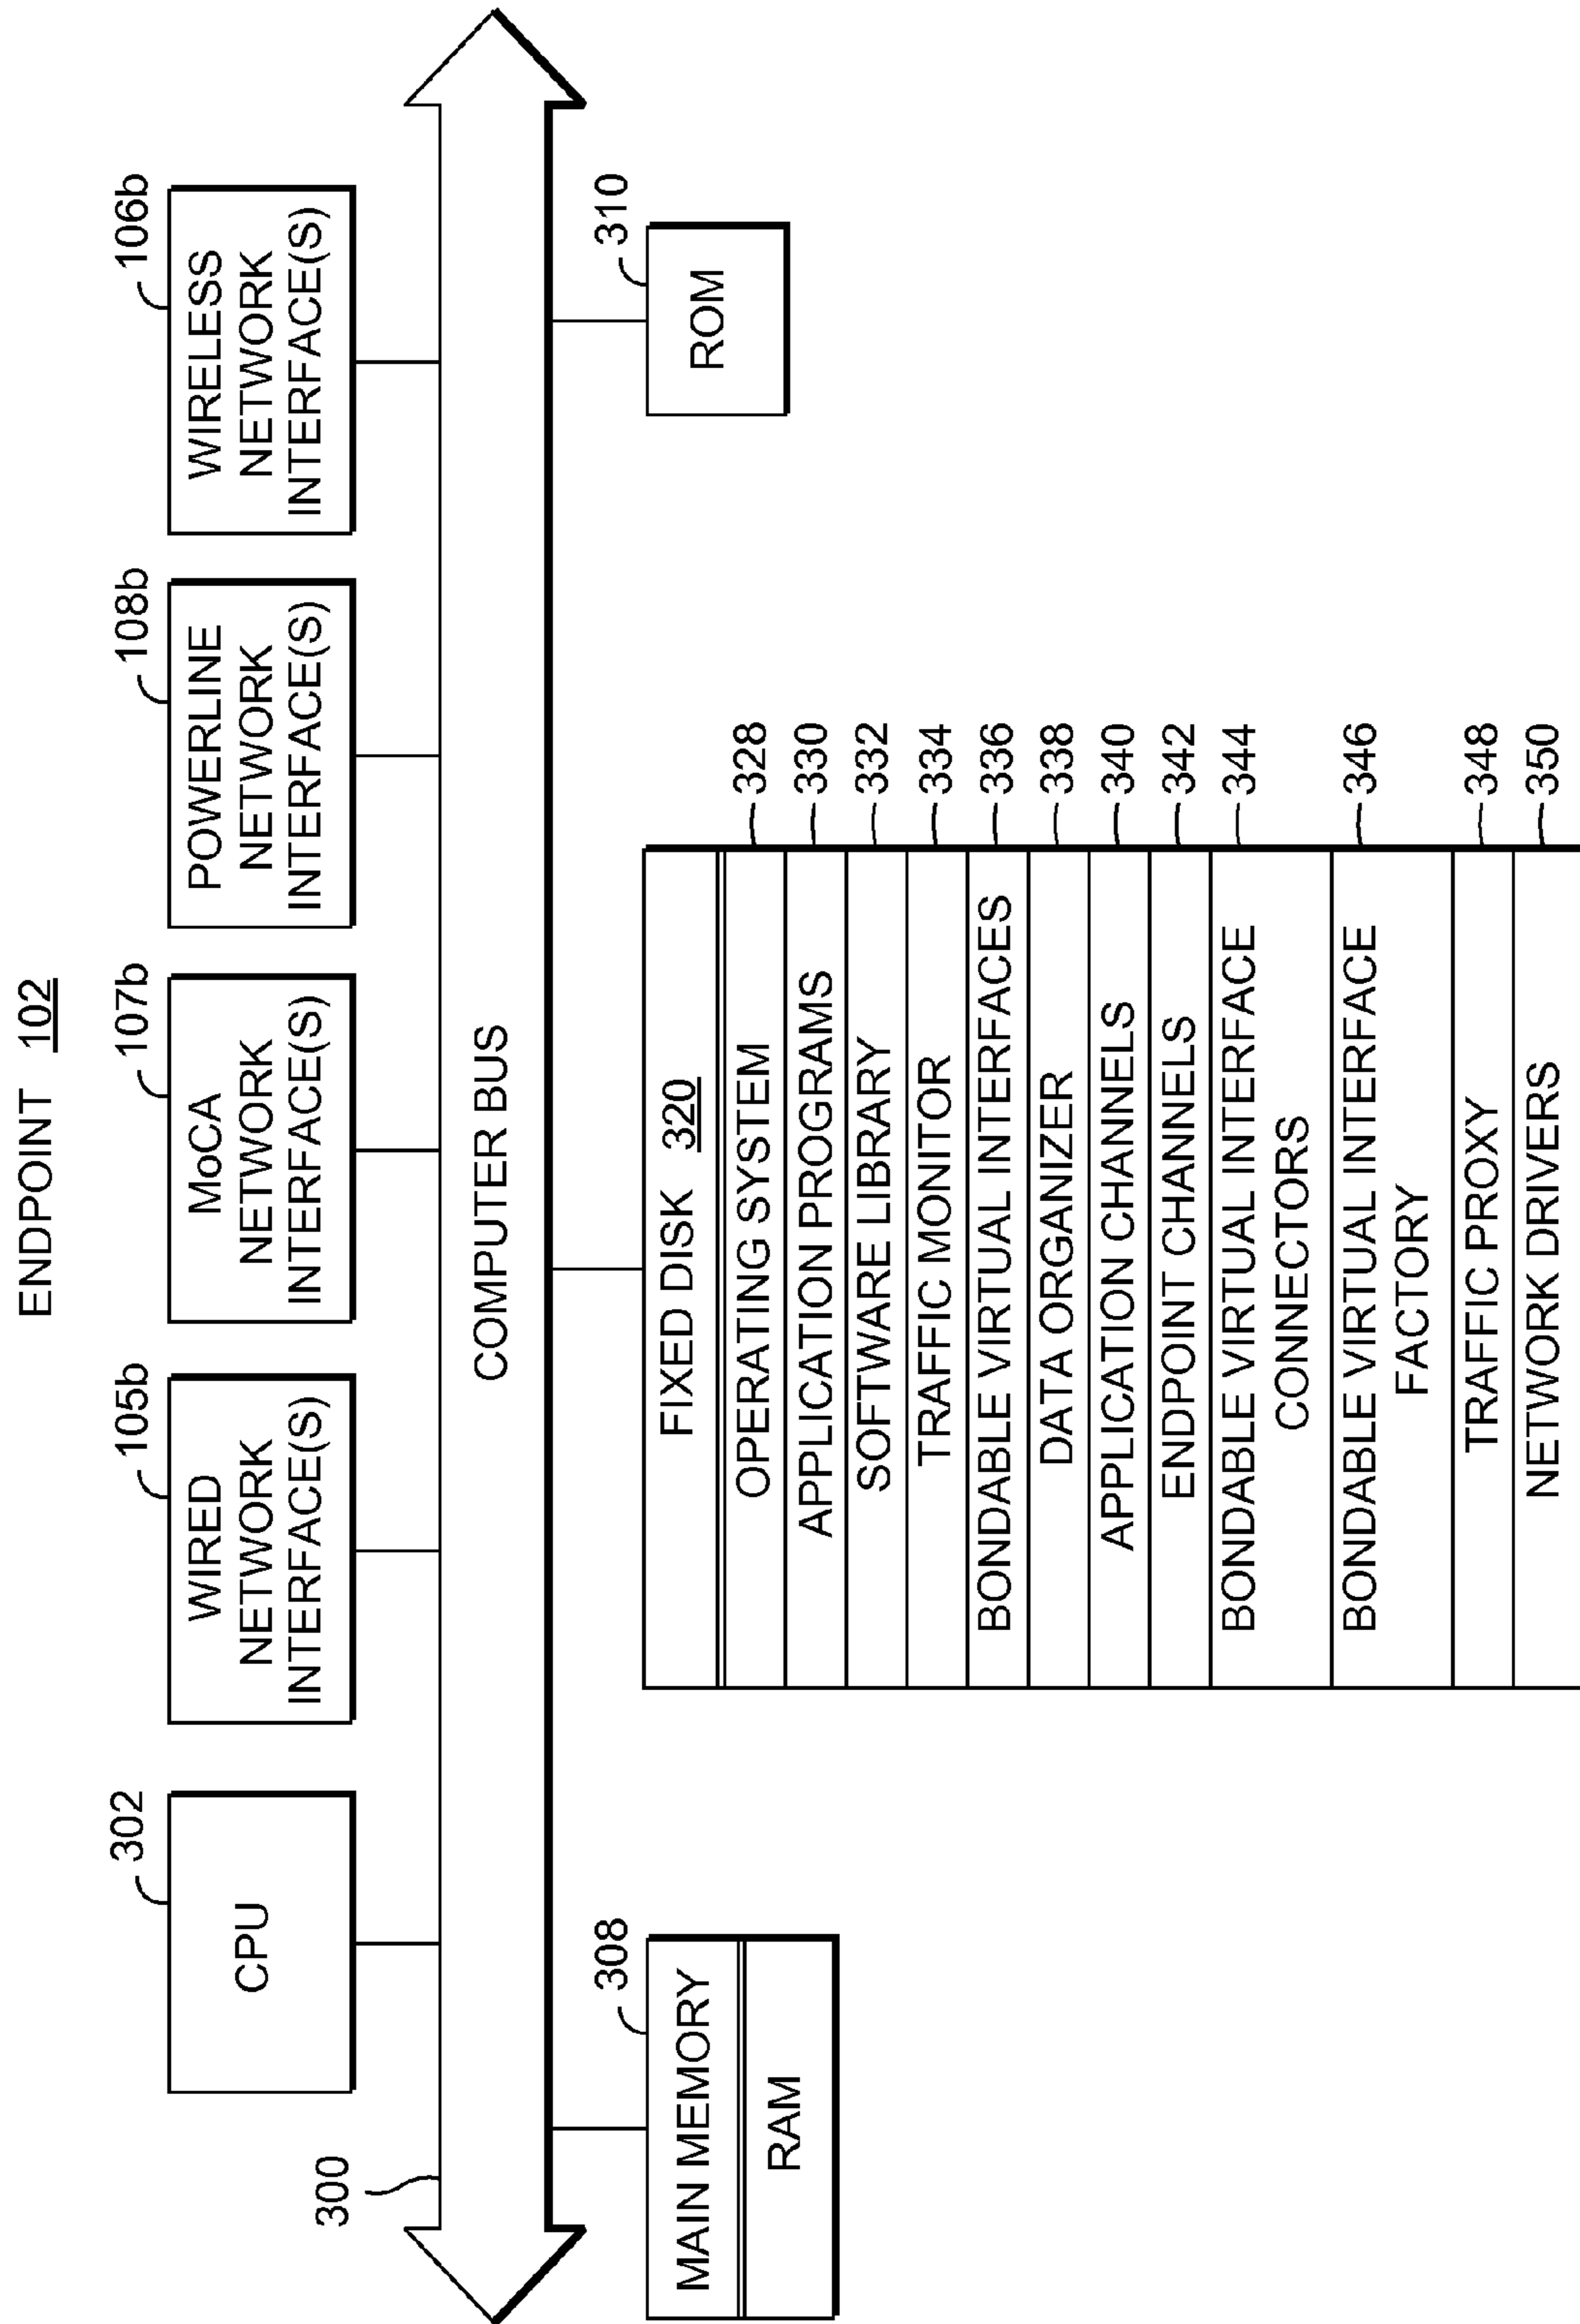 ENDPOINT 102
302
105b
107b
108b
106b
CPU
WIRED
NETWORK
INTERFACE(S)
MoCA
NETWORK
INTERFACE(S)
POWERLINE
NETWORK
INTERFACE(S)
WIRELESS
NETWORK
INTERFACE(S)
300
COMPUTER BUS
308
MAIN MEMORY
RAM
310
ROM
FIXED DISK 320
OPERATING SYSTEM 328
APPLICATION PROGRAMS 330
SOFTWARE LIBRARY 332
TRAFFIC MONITOR 334
BONDABLE VIRTUAL INTERFACES 336
DATA ORGANIZER 338
APPLICATION CHANNELS 340
ENDPOINT CHANNELS 342
BONDABLE VIRTUAL INTERFACE 344
CONNECTORS
BONDABLE VIRTUAL INTERFACE 346
FACTORY
TRAFFIC PROXY 348
NETWORK DRIVERS 350